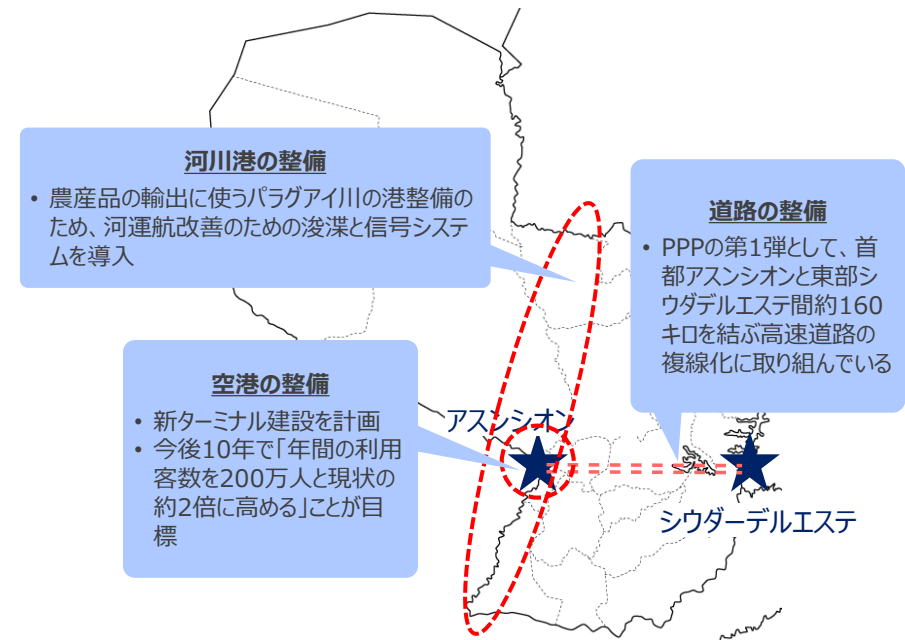 河川港の整備
• 農産品の輸出に使うパラグアイ川の港整備の
ため、河運航改善のための浚渫と信号システ
ムを導入
道路の整備
• PPPの第1弾として、首
都アスンシオンと東部シ
ウダデルエステ間約160
キロを結ぶ高速道路の
複線化に取り組んでいる
空港の整備
• 新ターミナル建設を計画
• 今後10年で「年間の利用
客数を200万人と現状の
約2倍に高める」ことが目
標
アスンシオン
シウダーデルエステ